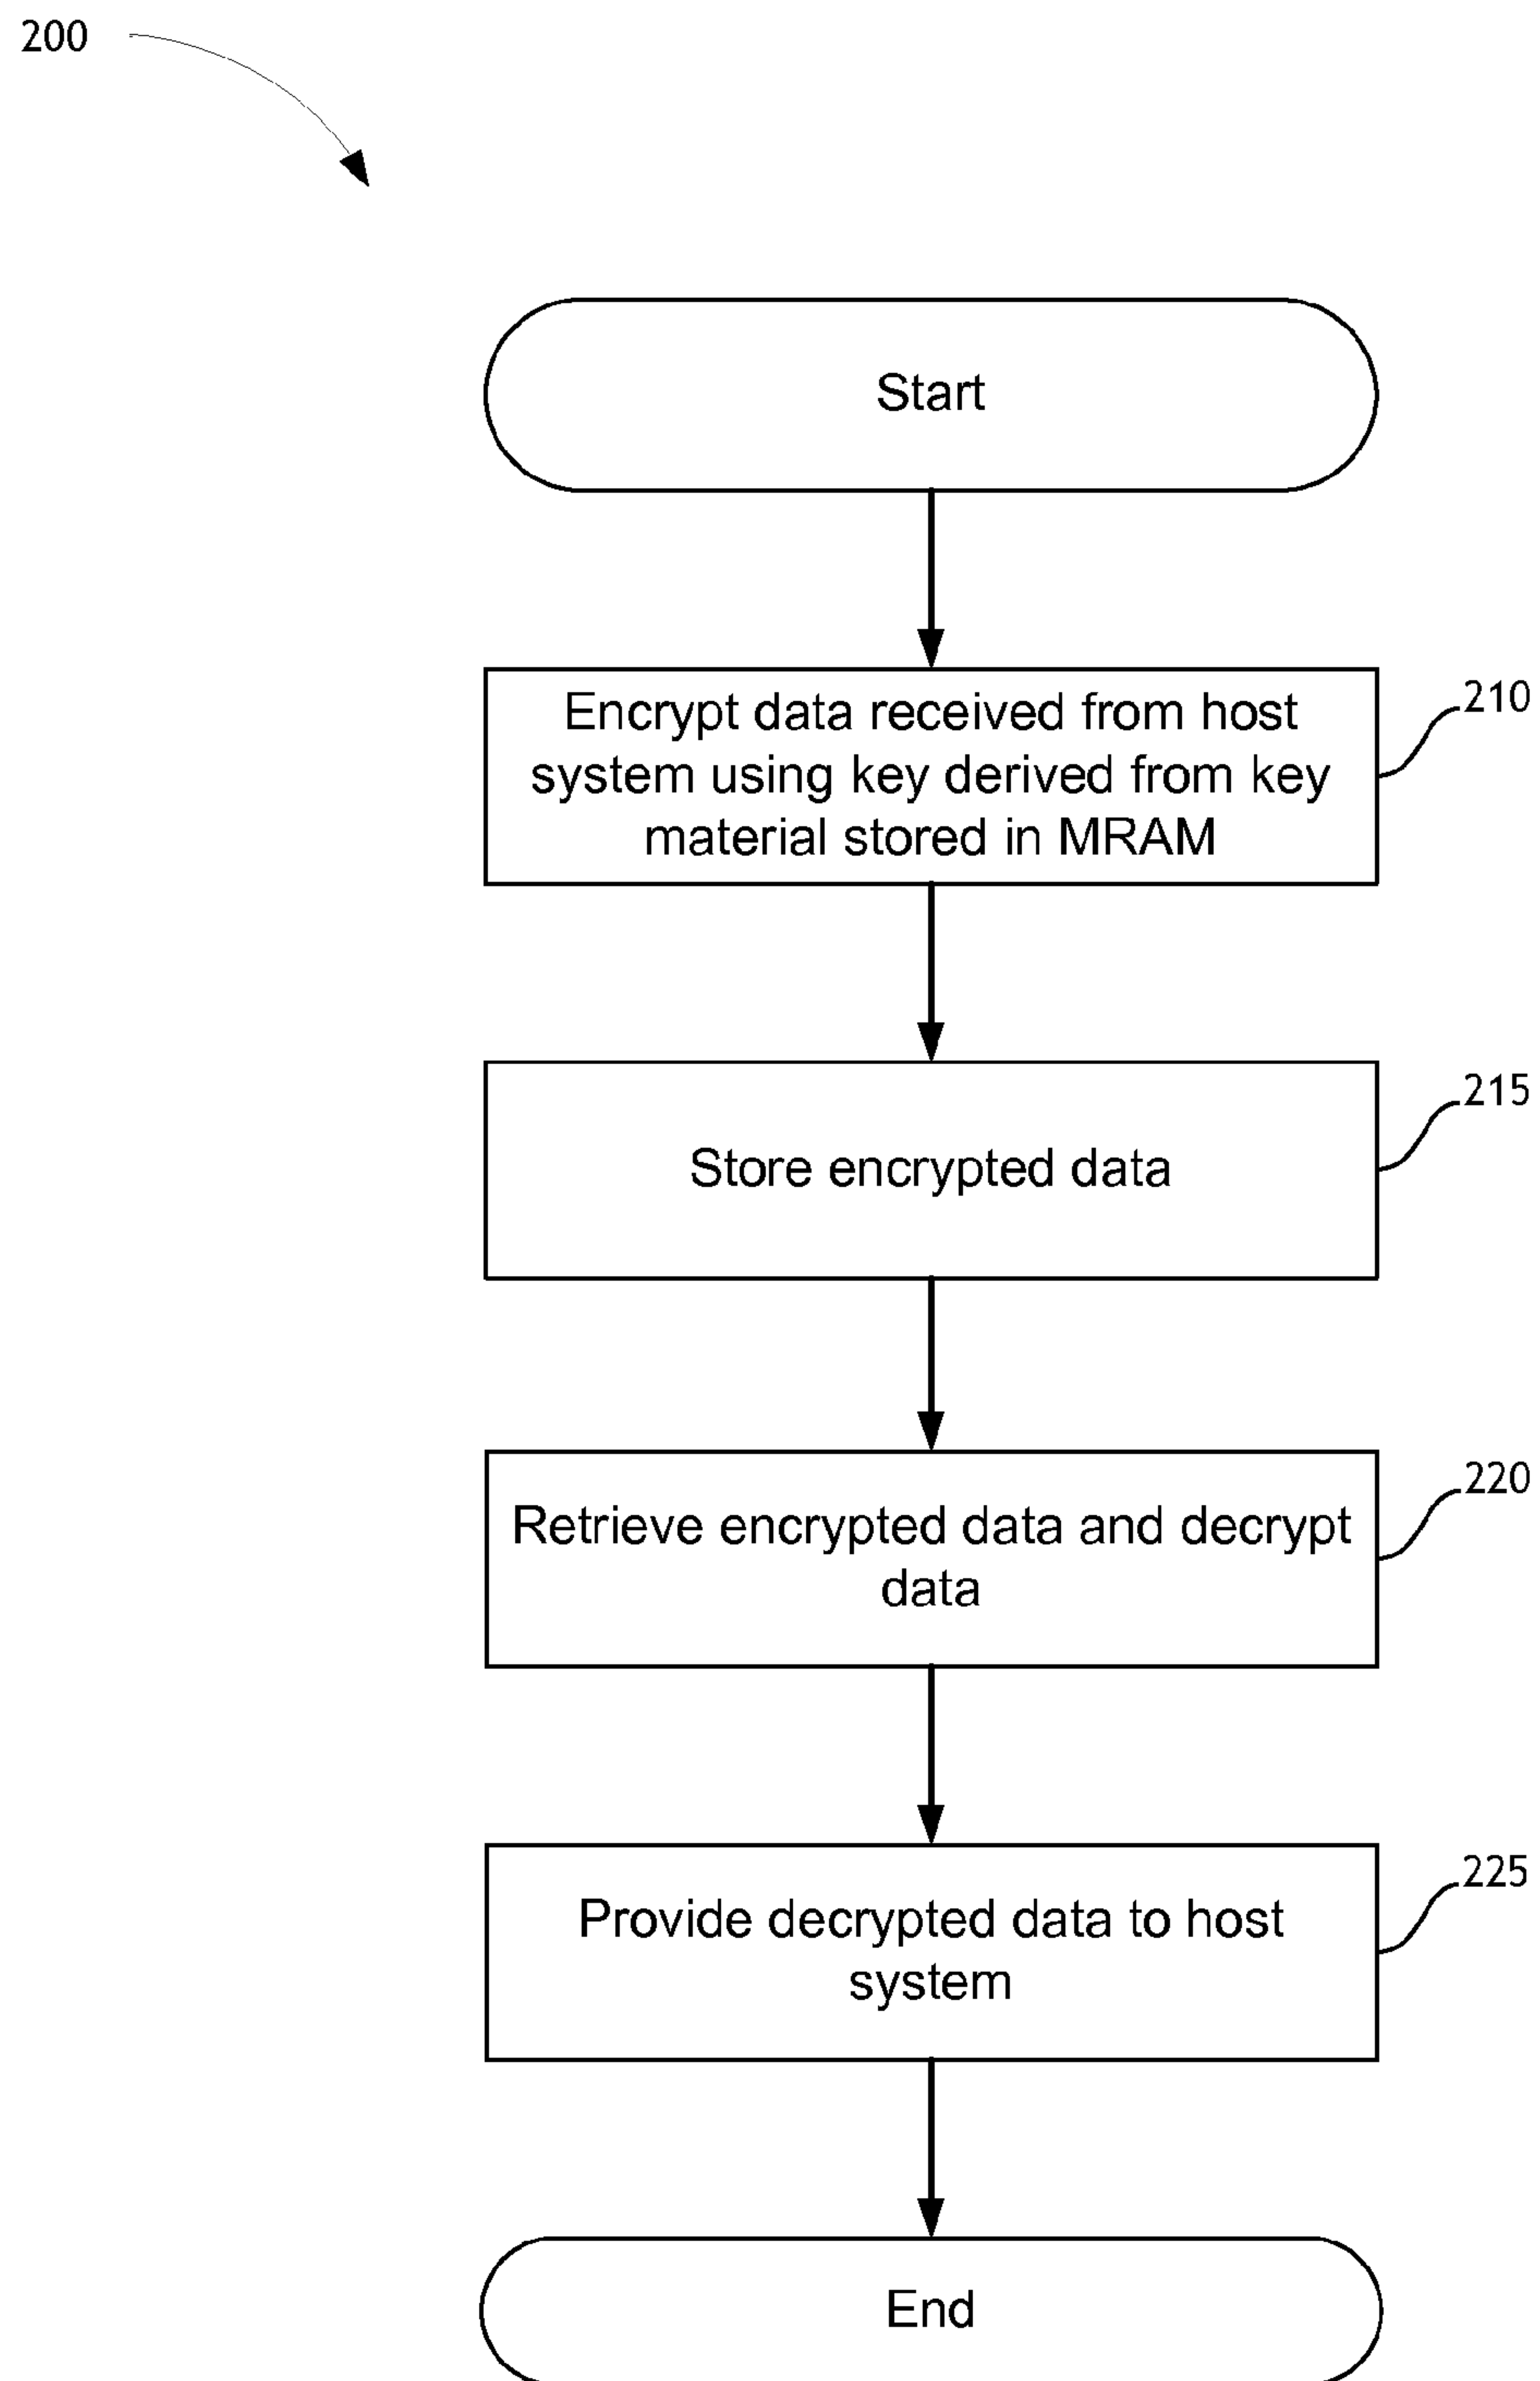 200
Start
Encrypt data received from host
system using key derived from key
material stored in MRAM
210
Store encrypted data
215
Retrieve encrypted data and decrypt
data
220
Provide decrypted data to host
system
225
End